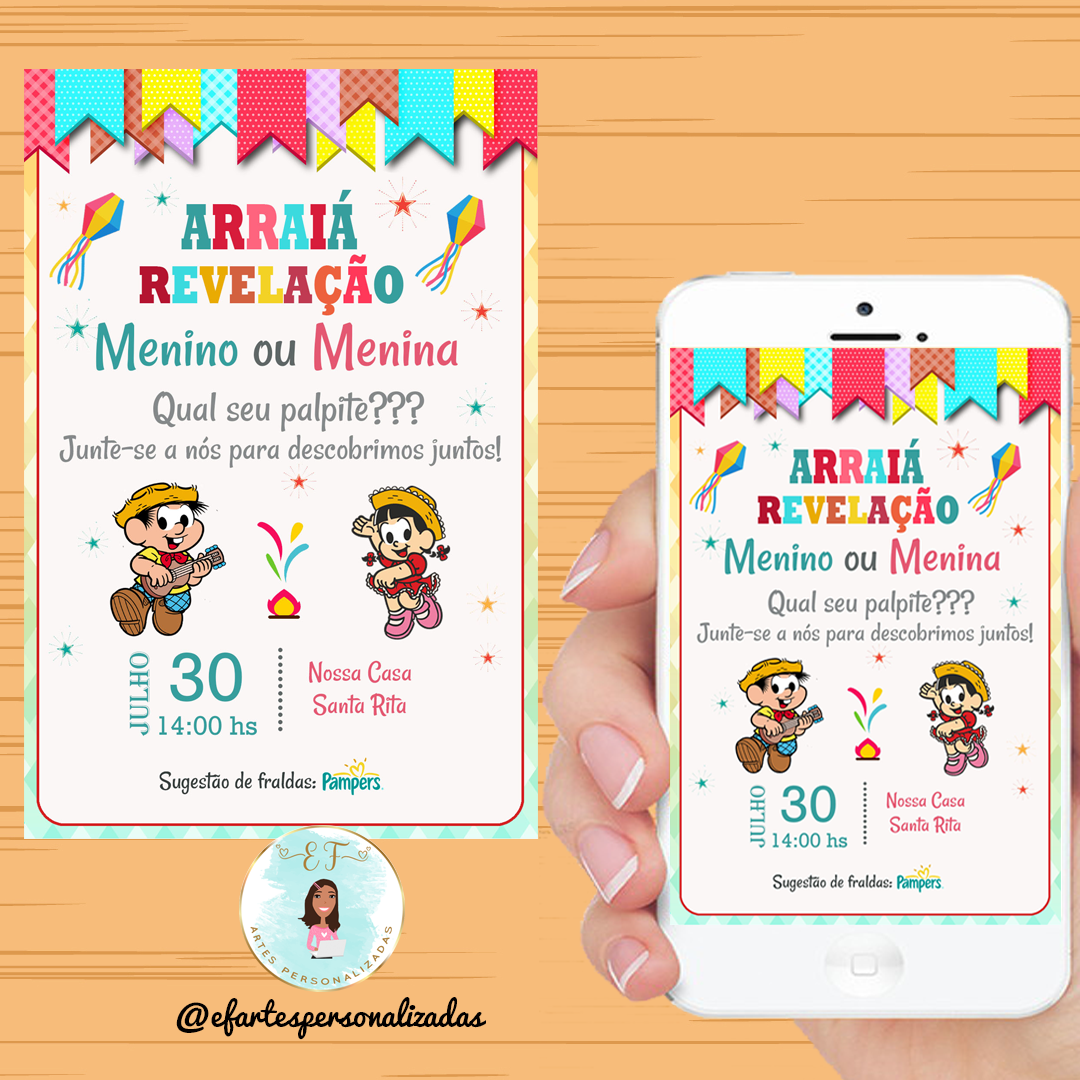 ARRAIÁ
REVELAÇÃO
Menino ou Menina
Qual seu palpite???
Junte-se a nós para descobrimos juntos!
JULHO
30
14:00 hs
Nossa Casa
Santa Rita
Sugestão de fraldas: Pampers
EF
ARTES PERSONALIZADAS
@efartespersonalizadas
ARRAIÁ
REVELAÇÃO
Menino ou Menina
Qual seu palpite???
Junte-se a nós para descobrimos juntos!
JULHO
30
14:00 hs
Nossa Casa
Santa Rita
Sugestão de fraldas: Pampers